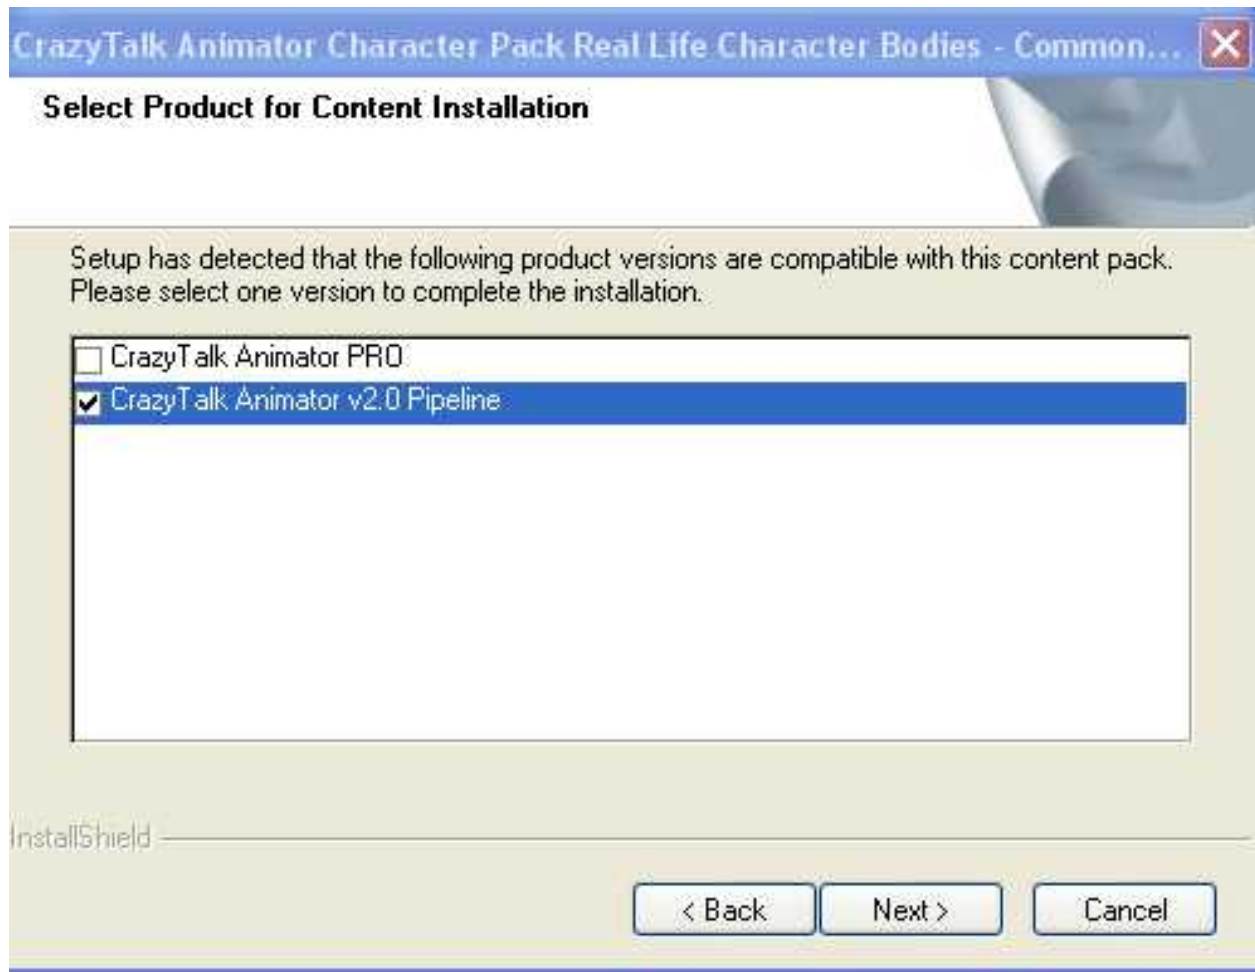 CrazyTalk Animator Character Pack Real Life Character Bodies - Common...
Select Product for Content Installation
Setup has detected that the following product versions are compatible with this content pack.
Please select one version to complete the installation.
CrazyTalk Animator PRO
CrazyTalk Animator v2.0 Pipeline
InstallShield
< Back Next > Cancel